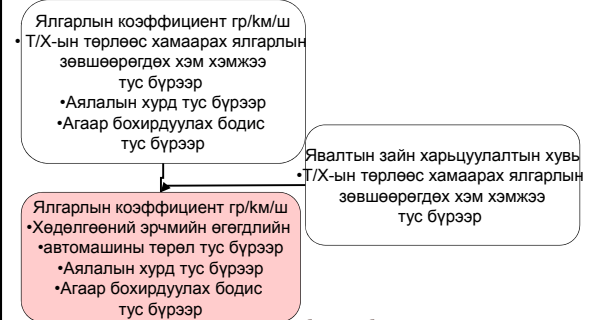 Ялгарлын коэффициент гр/км/ш
• Т/Х-ын төрлөөс хамаарах ялгарлын
зөвшөөрөгдөх хэм хэмжээ
тус бүрээр
•Аялалын хурд тус бүрээр
•Агаар бохирдуулах бодис
тус бүрээр
Явалтын зайн харьцуулалтын хувь
•Т/Х-ын төрлөөс хамаарах ялгарлын
зөвшөөрөгдөх хэм хэмжээ
тус бүрээр
Ялгарлын коэффициент гр/км/ш
•Хөдөлгөөний эрчмийн өгөгдлийн
•автомашины төрөл тус бүрээр
•Аялалын хурд тус бүрээр
•Агаар бохирдуулах бодис
тус бүрээр